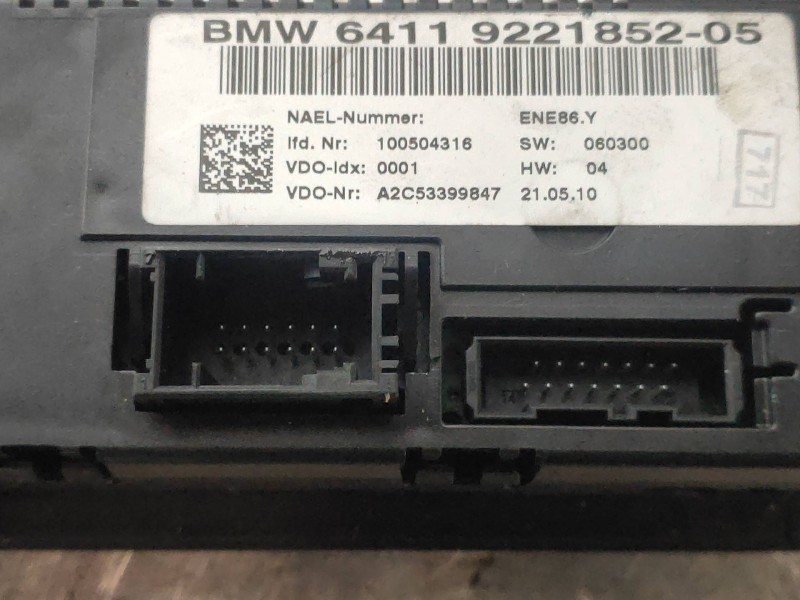 BMW 6411 9221852-05
NAEL-Nummer: ENE86.Y
lfd. Nr: 100504316 SW: 060300
VDO-Idx: 0001 HW: 04
VDO-Nr: A2C53399847 21.05.10
717